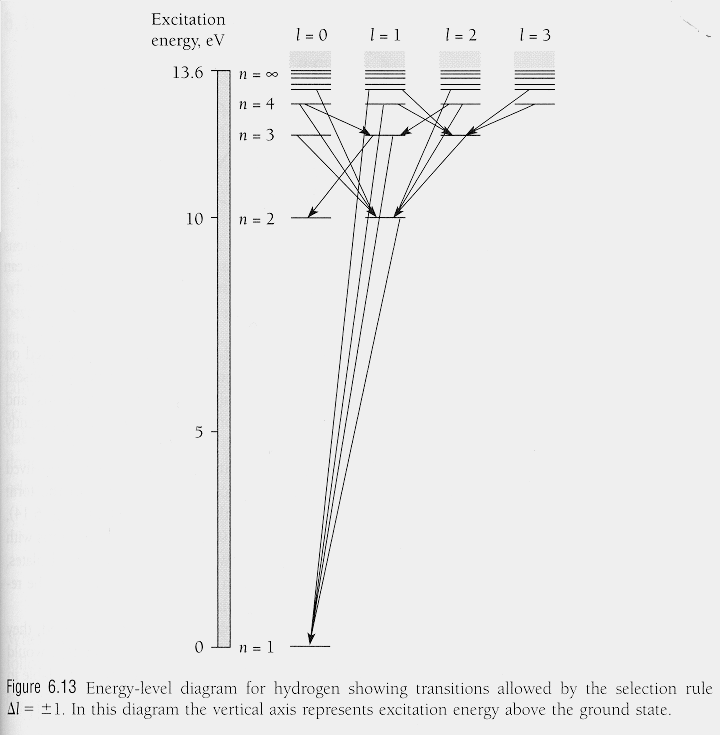 Excitation
energy, eV
l = 0 l = 1 l = 2 l = 3
13.6 n = ∞
n = 4
n = 3
10 n = 2
5
0 n = 1
Figure 6.13 Energy-level diagram for hydrogen showing transitions allowed by the selection rule
Δl = ±1. In this diagram the vertical axis represents excitation energy above the ground state.